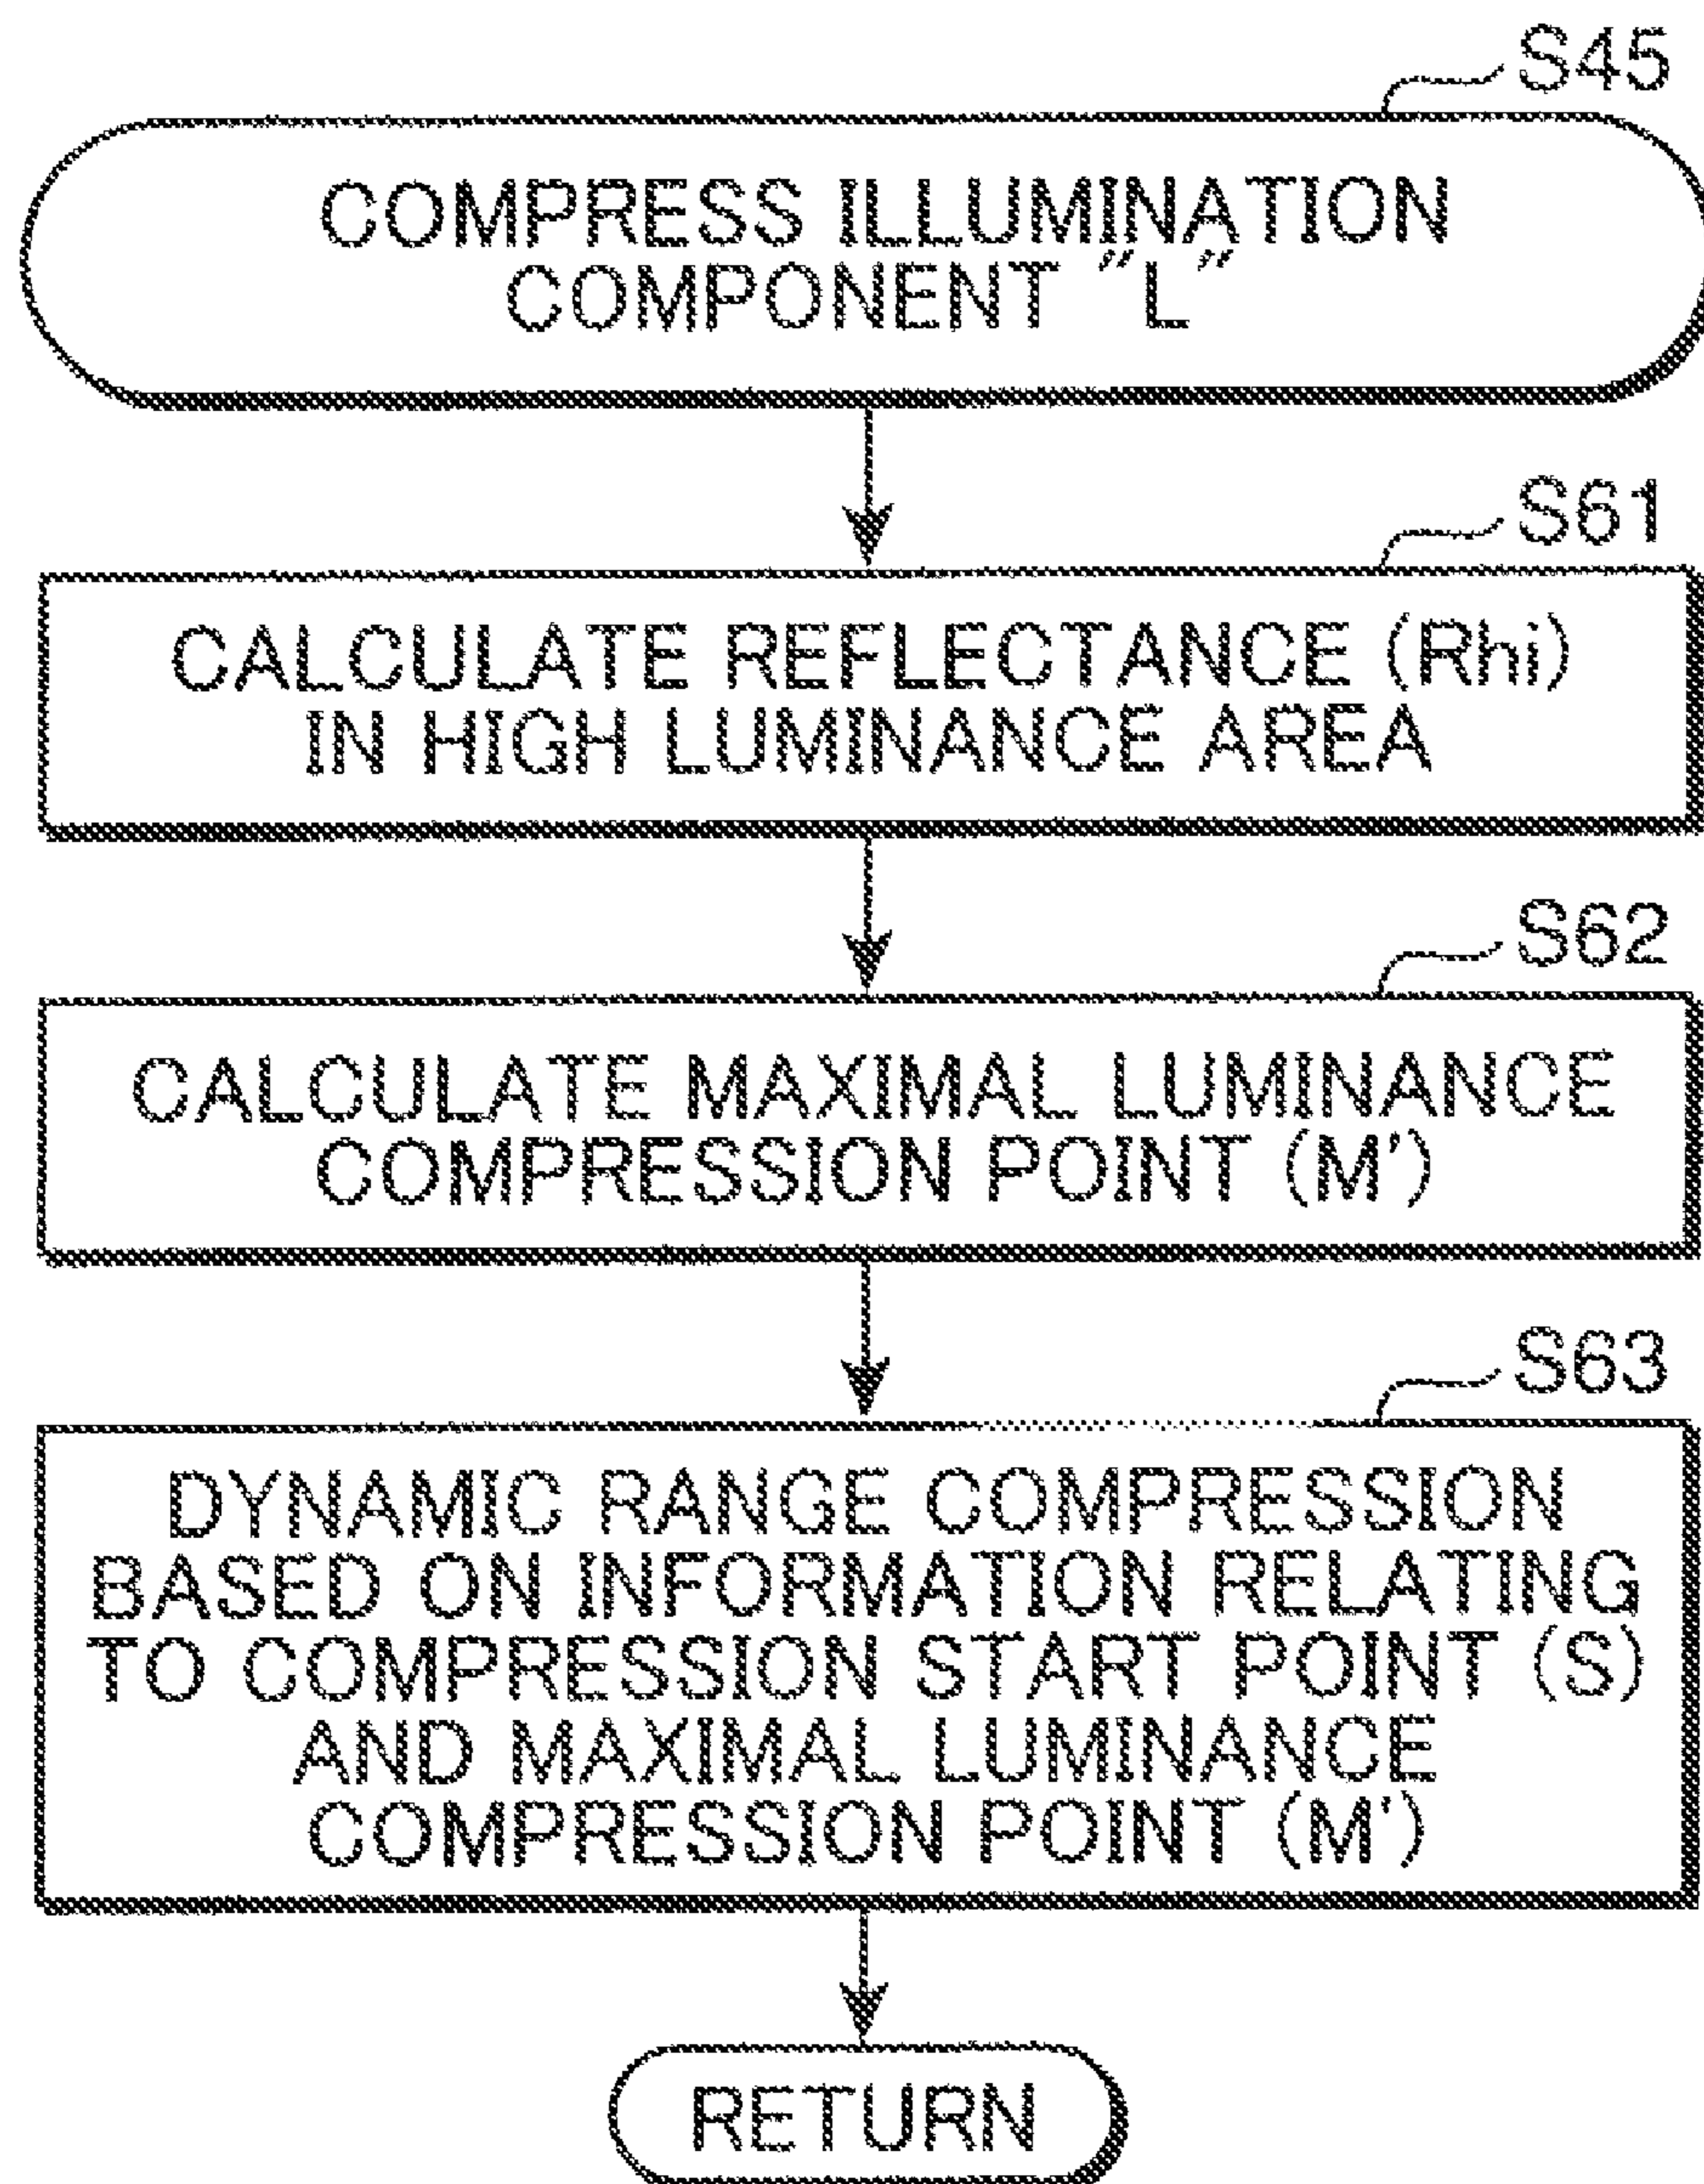 S45
COMPRESS ILLUMINATION
COMPONENT "L"
S61
CALCULATE REFLECTANCE (Rhi)
IN HIGH LUMINANCE AREA
S62
CALCULATE MAXIMAL LUMINANCE
COMPRESSION POINT (M')
S63
DYNAMIC RANGE COMPRESSION
BASED ON INFORMATION RELATING
TO COMPRESSION START POINT (S)
AND MAXIMAL LUMINANCE
COMPRESSION POINT (M')
RETURN